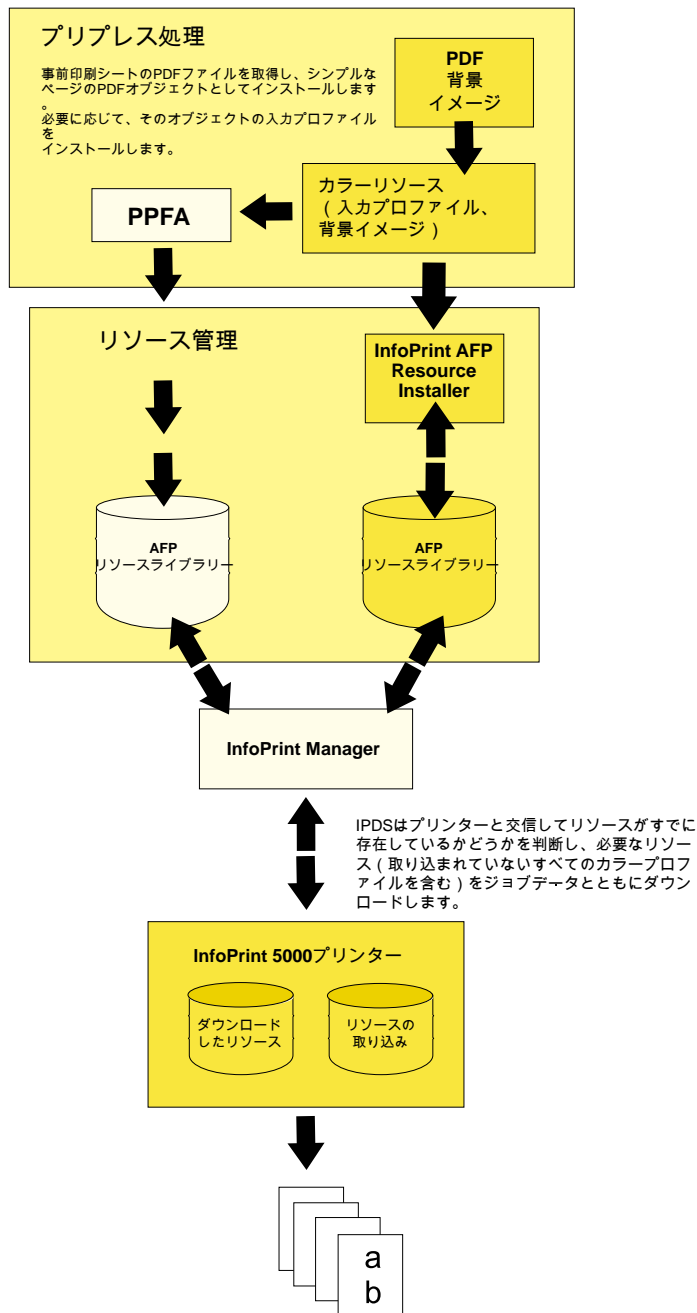 プリプレス処理
事前印刷シートのPDFファイルを取得し、シンプルな
ページのPDFオブジェクトとしてインストールします
。
必要に応じて、そのオブジェクトの入力プロファイル
を
インストールします。
PDF
背景
イメージ
カラーリソース
（入力プロファイル、
背景イメージ）
PPFA
リソース管理
InfoPrint AFP
Resource
Installer
AFP
リソースライブラリー
AFP
リソースライブラリー
InfoPrint Manager
IPDSはプリンターと交信してリソースがすでに
存在しているかどうかを判断し、必要なリソー
ス（取り込まれていないすべてのカラープロフ
ァイルを含む）をジョブデータとともにダウン
ロードします。
InfoPrint 5000プリンター
ダウンロード
したリソース
リソースの
取り込み
a
b